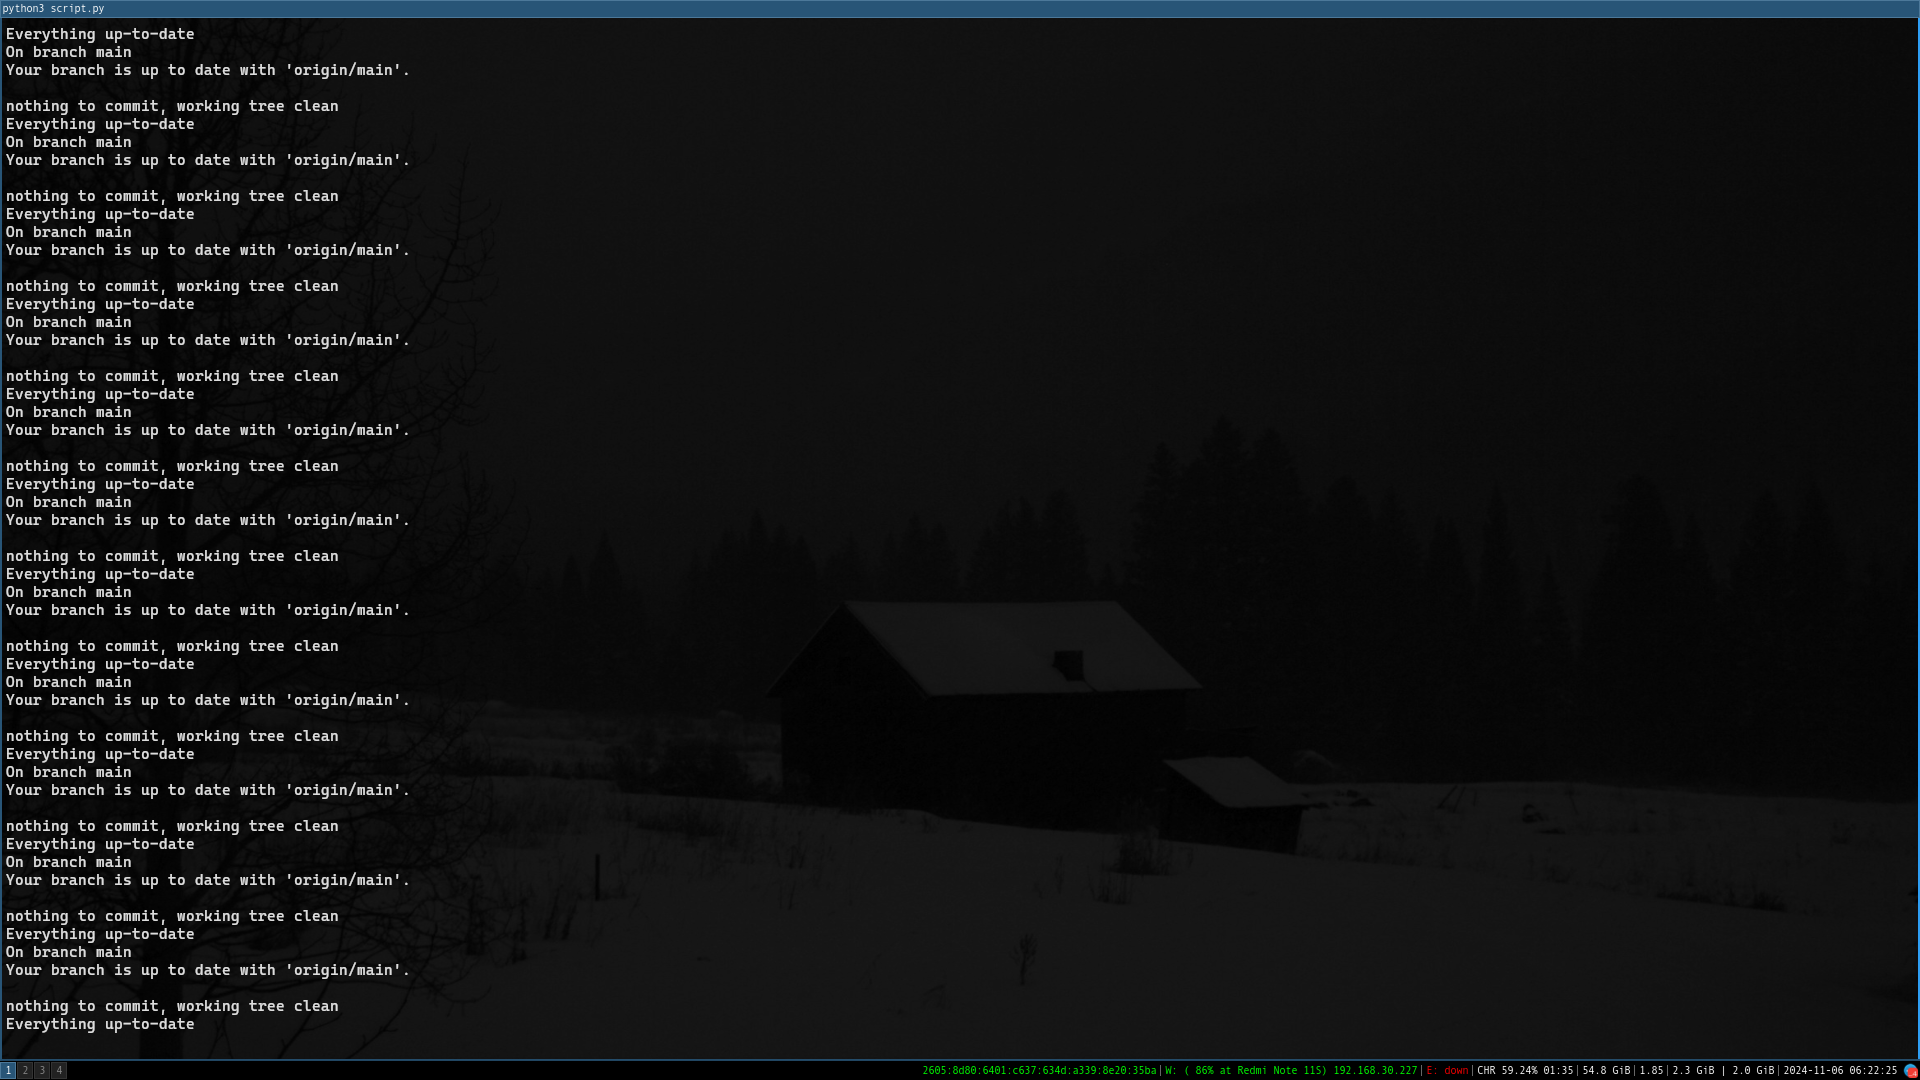 python3 script.py
Everything up-to-date
On branch main
Your branch is up to date with 'origin/main'.
nothing to commit, working tree clean
Everything up-to-date
On branch main
Your branch is up to date with 'origin/main'.
nothing to commit, working tree clean
Everything up-to-date
On branch main
Your branch is up to date with 'origin/main'.
nothing to commit, working tree clean
Everything up-to-date
On branch main
Your branch is up to date with 'origin/main'.
nothing to commit, working tree clean
Everything up-to-date
On branch main
Your branch is up to date with 'origin/main'.
nothing to commit, working tree clean
Everything up-to-date
On branch main
Your branch is up to date with 'origin/main'.
nothing to commit, working tree clean
Everything up-to-date
On branch main
Your branch is up to date with 'origin/main'.
nothing to commit, working tree clean
Everything up-to-date
On branch main
Your branch is up to date with 'origin/main'.
nothing to commit, working tree clean
Everything up-to-date
On branch main
Your branch is up to date with 'origin/main'.
nothing to commit, working tree clean
Everything up-to-date
On branch main
Your branch is up to date with 'origin/main'.
nothing to commit, working tree clean
Everything up-to-date
On branch main
Your branch is up to date with 'origin/main'.
nothing to commit, working tree clean
Everything up-to-date
1 2 3 4 2605:8d80:6401:c637:634d:a339:8e20:35ba|W: ( 86% at Redmi Note 11S) 192.168.30.227|E: down|CHR 59.24% 01:35|54.8 GiB|1.85|2.3 GiB | 2.0 GiB|2024-11-06 06:22:25